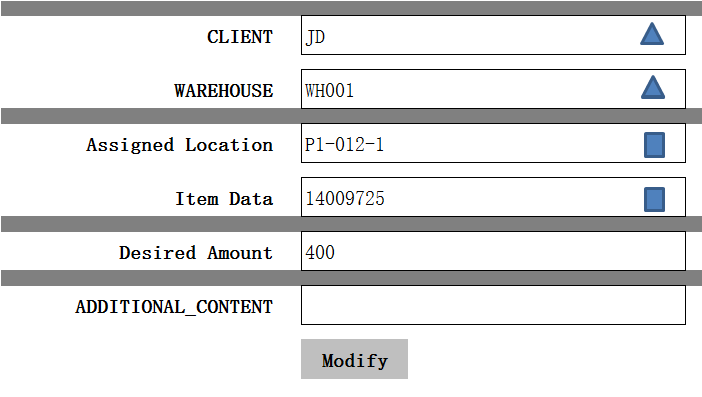 CLIENT JD
WAREHOUSE WH001
Assigned Location P1-012-1
Item Data 14009725
Desired Amount 400
ADDITIONAL_CONTENT
Modify